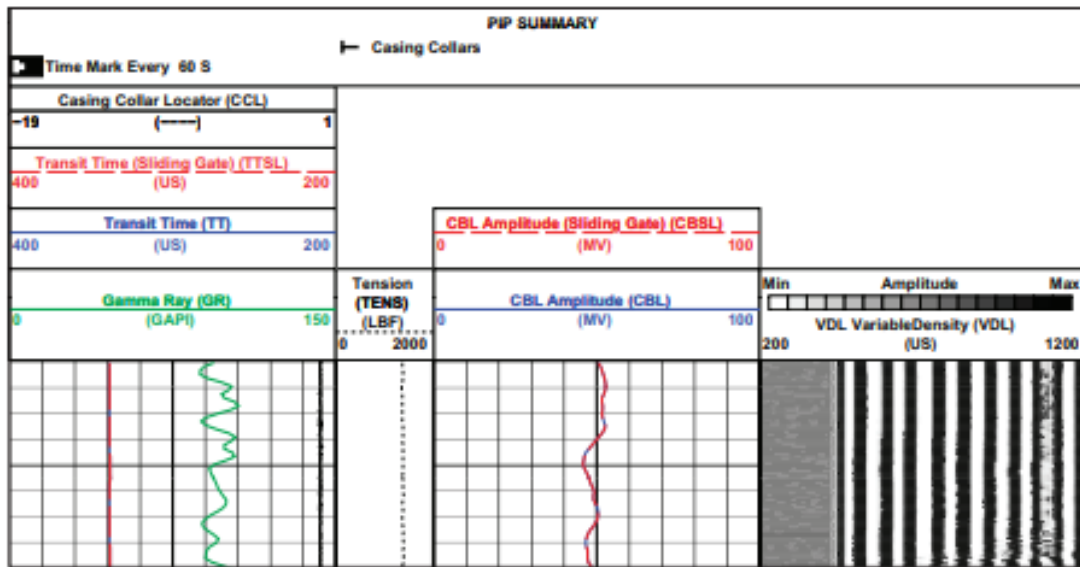 PIP SUMMARY
Casing Collars
Time Mark Every 60 S
Casing Collar Locator (CCL)
-19 (----) 1
Transit Time (Sliding Gate) (TTSL)
400 (US) 200
Transit Time (TT)
400 (US) 200
CBL Amplitude (Sliding Gate) (CBSL)
0 (MV) 100
Gamma Ray (GR)
0 (GAPI) 150
Tension
(TENS)
(LBF)
0 2000
CBL Amplitude (CBL)
0 (MV) 100
Min Amplitude Max
VDL VariableDensity (VDL)
200 (US) 1200